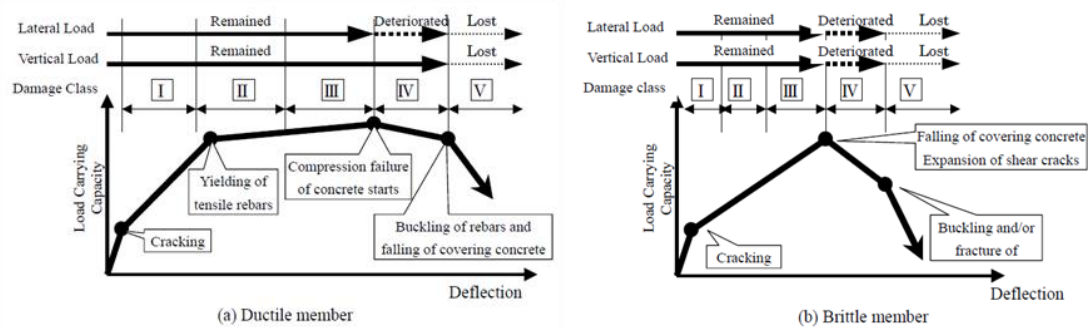 Lateral Load
Remained
Deteriorated
Lost
Vertical Load
Remained
Lost
Damage Class
I
II
III
IV
V
Load Carrying
Capacity
Cracking
Yielding of
tensile rebars
Compression failure
of concrete starts
Buckling of rebars and
falling of covering concrete
Deflection
(a) Ductile member
Lateral Load
Remained
Deteriorated
Lost
Vertical Load
Remained
Deteriorated
Lost
Damage class
I
II
III
IV
V
Load Carrying
Capacity
Cracking
Falling of covering concrete
Expansion of shear cracks
Buckling and/or
fracture of
Deflection
(b) Brittle member